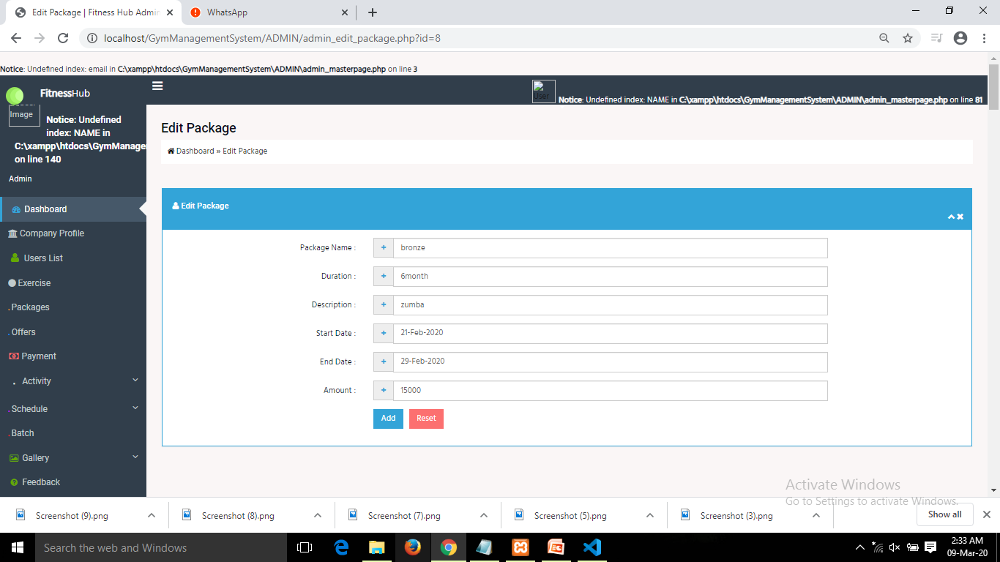 Edit Package | Fitness Hub Admin
WhatsApp
localhost/GymManagementSystem/ADMIN/admin_edit_package.php?id=8
Notice: Undefined index: email in C:\xampp\htdocs\GymManagementSystem\ADMIN\admin_masterpage.php on line 3
FitnessHub
User
Notice: Undefined index: NAME in C:\xampp\htdocs\GymManagementSystem\ADMIN\admin_masterpage.php on line 81
Image
Notice: Undefined
index: NAME in
C:\xampp\htdocs\GymManage
on line 140
Admin
Edit Package
Dashboard » Edit Package
Dashboard
Company Profile
Users List
Exercise
Packages
Offers
Payment
Activity
Schedule
Batch
Gallery
Feedback
Edit Package
Package Name : + bronze
Duration : + 6month
Description : + zumba
Start Date : + 21-Feb-2020
End Date : + 29-Feb-2020
Amount : + 15000
Add Reset
Activate Windows
Go to Settings to activate Windows.
Screenshot (9).png
Screenshot (8).png
Screenshot (7).png
Screenshot (5).png
Screenshot (3).png
Show all
Search the web and Windows
2:33 AM
09-Mar-20